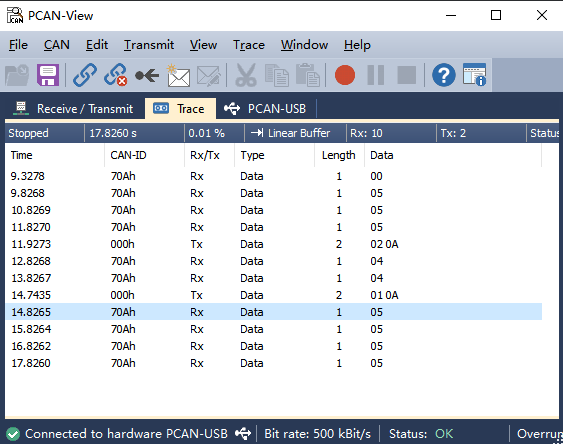 PCAN-View
File CAN Edit Transmit View Trace Window Help
Receive / Transmit Trace PCAN-USB
Stopped 17.8260 s 0.01 % Linear Buffer Rx: 10 Tx: 2 Status
Time CAN-ID Rx/Tx Type Length Data
9.3278 70Ah Rx Data 1 00
9.8268 70Ah Rx Data 1 05
10.8269 70Ah Rx Data 1 05
11.8270 70Ah Rx Data 1 05
11.9273 000h Tx Data 2 02 0A
12.8268 70Ah Rx Data 1 04
13.8267 70Ah Rx Data 1 04
14.7435 000h Tx Data 2 01 0A
14.8265 70Ah Rx Data 1 05
15.8264 70Ah Rx Data 1 05
16.8262 70Ah Rx Data 1 05
17.8260 70Ah Rx Data 1 05
Connected to hardware PCAN-USB Bit rate: 500 kBit/s Status: OK Overrun